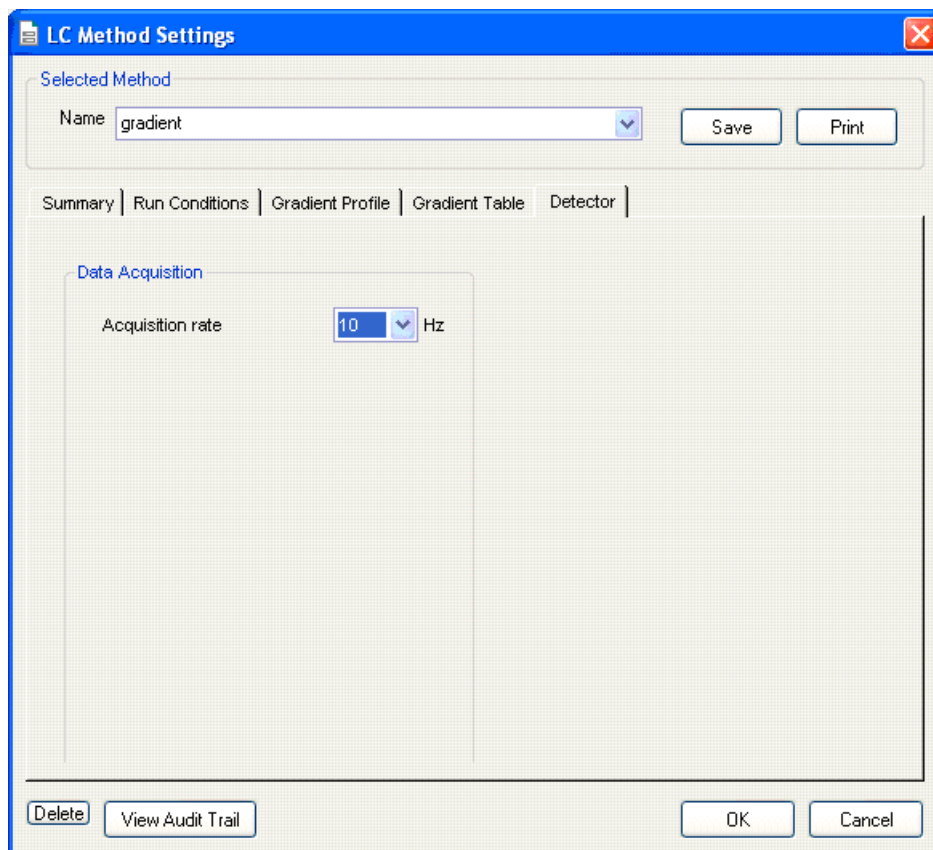 LC Method Settings
Selected Method
Name gradient Save Print
Summary Run Conditions Gradient Profile Gradient Table Detector
Data Acquisition
Acquisition rate 10 Hz
Delete View Audit Trail OK Cancel